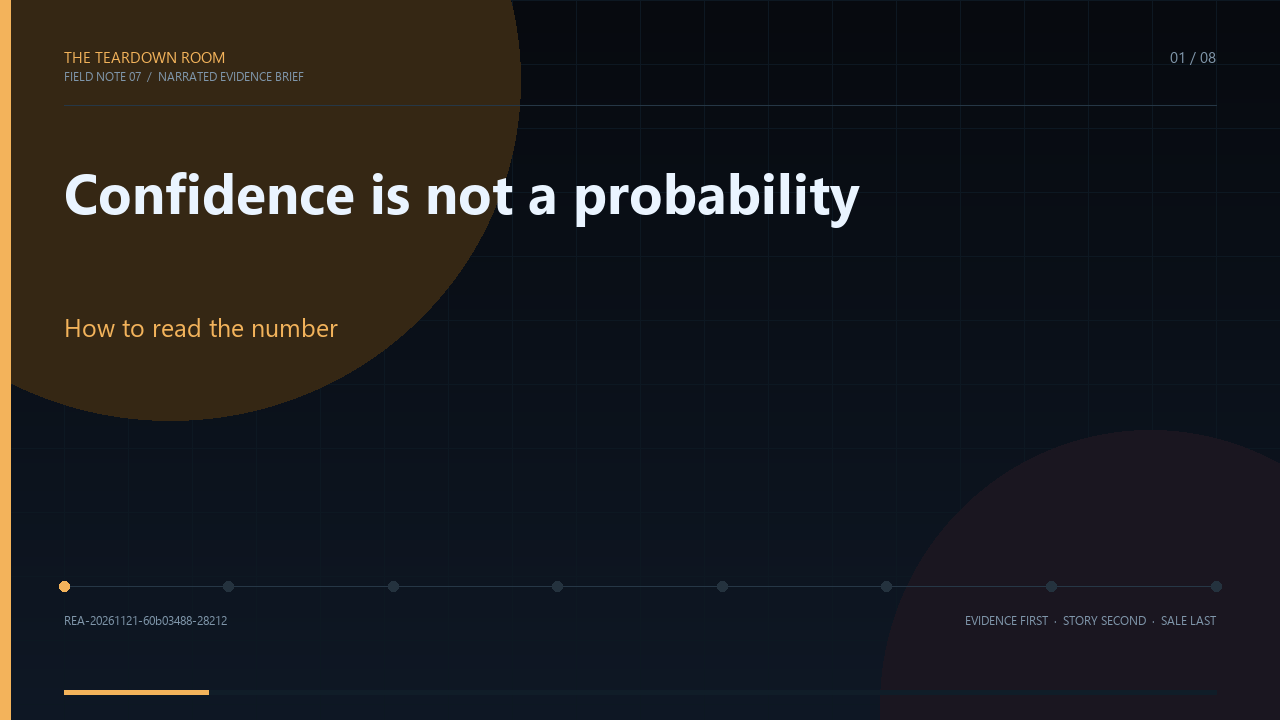 THE TEARDOWN ROOM
FIELD NOTE 07 / NARRATED EVIDENCE BRIEF
01 / 08
Confidence is not a probability
How to read the number
REA-20261121-60b03488-28212
EVIDENCE FIRST · STORY SECOND · SALE LAST